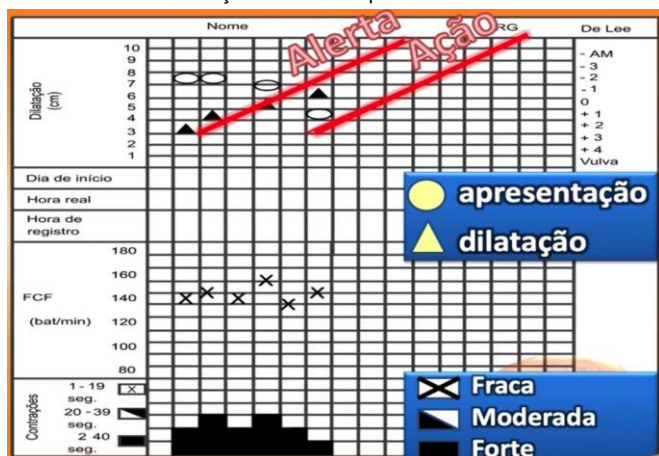 Nome RG De Lee
Alerta
Ação
Dilatação
(cm)
10
9
8
7
6
5
4
3
2
1
- AM
- 3
- 2
- 1
0
+ 1
+ 2
+ 3
+ 4
Vulva
Dia de início
Hora real
Hora de
registro
apresentação
dilatação
FCF
(bat/min)
180
160
140
120
100
80
Contrações
1 - 19
seg.
20 - 39
seg.
2 40
seg.
Fraca
Moderada
Forte